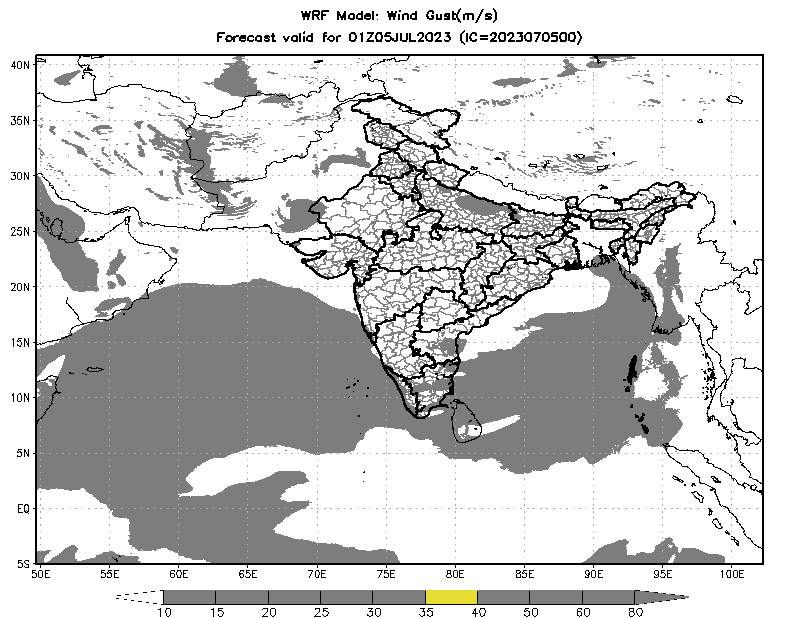 WRF Model: Wind Gust(m/s)
Forecast valid for 01Z05JUL2023 (IC=2023070500)
40N
35N
30N
25N
20N
15N
10N
5N
EQ
5S
50E 55E 60E 65E 70E 75E 80E 85E 90E 95E 100E
10 15 20 25 30 35 40 50 60 80